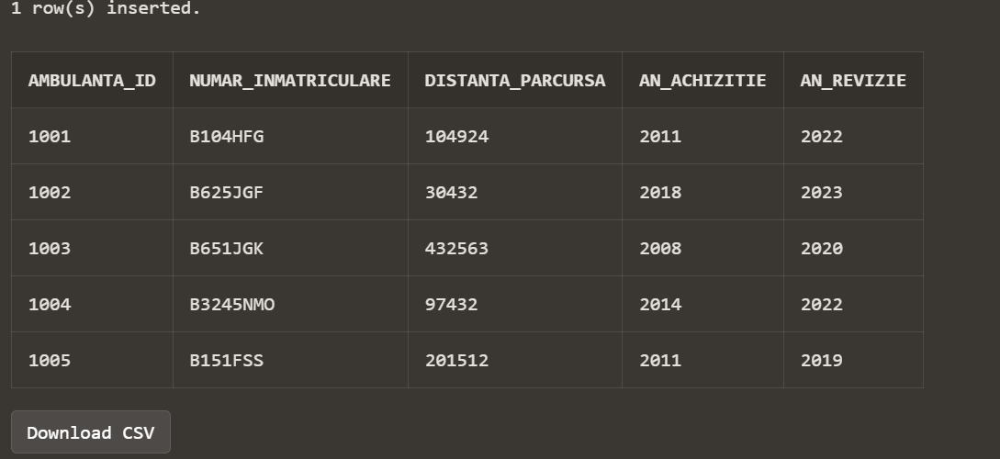 1 row(s) inserted.
AMBULANTA_ID NUMAR_INMATRICULARE DISTANTA_PARCURSA AN_ACHIZITIE AN_REVIZIE
1001 B104HFG 104924 2011 2022
1002 B625JGF 30432 2018 2023
1003 B651JGK 432563 2008 2020
1004 B3245NMO 97432 2014 2022
1005 B151FSS 201512 2011 2019
Download CSV